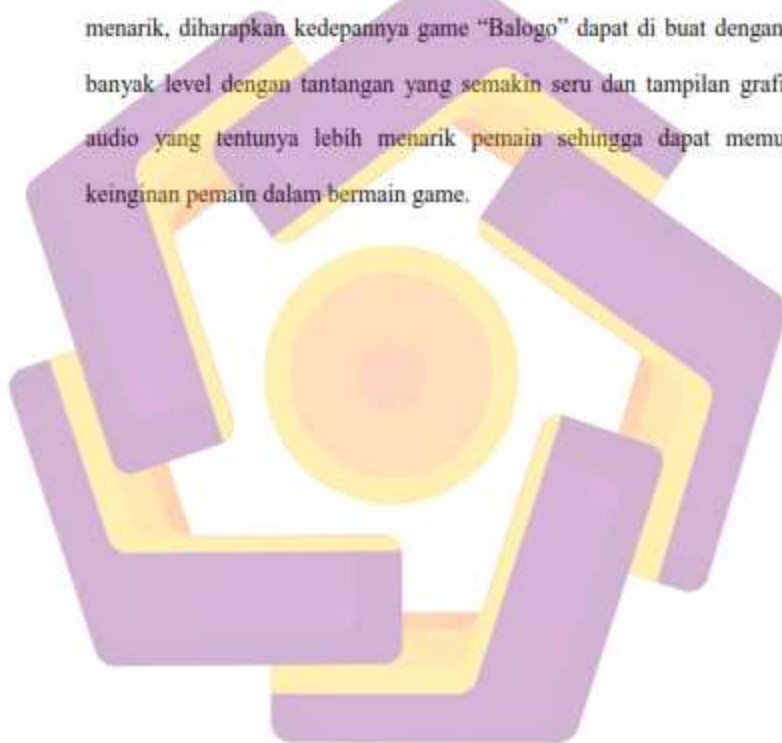 menarik, diharapkan kedepannya game “Balogo” dapat di buat dengan
banyak level dengan tantangan yang semakin seru dan tampilan
audio yang tentunya lebih menarik pemain sehingga dapat
keinginan pemain dalam bermain game.